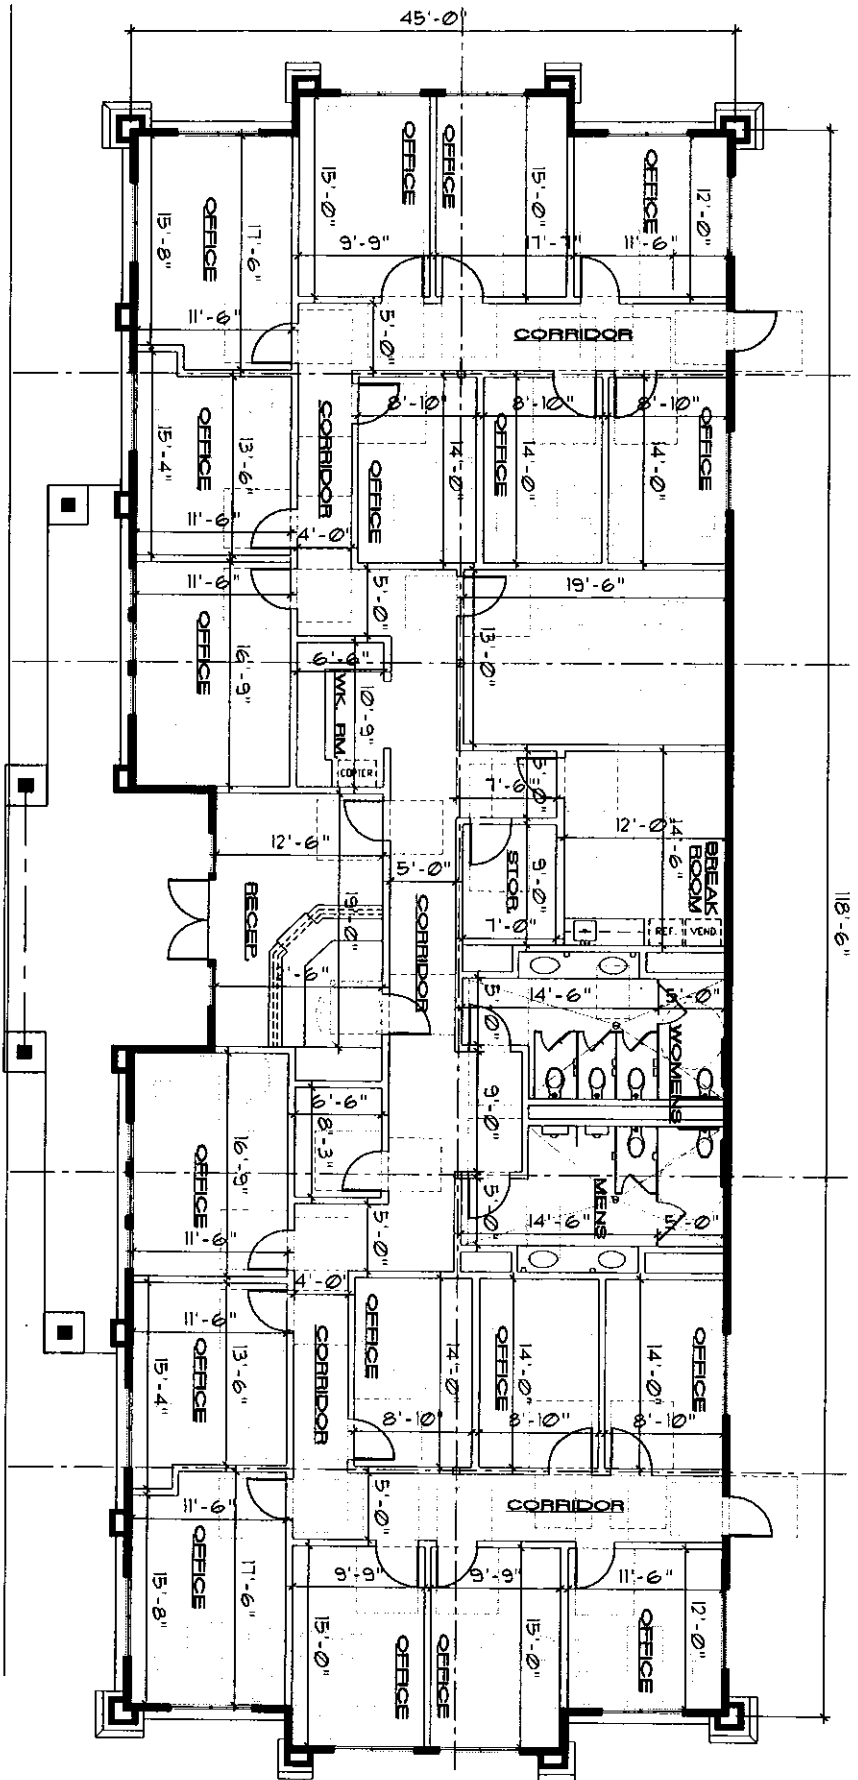 45'-0"
118'-6"
OFFICE
17'-6"
15'-8"
11'-6"
OFFICE
15'-0"
9'-9"
OFFICE
15'-0"
OFFICE
12'-0"
11'-6"
CORRIDOR
5'-0"
OFFICE
13'-6"
15'-4"
11'-6"
CORRIDOR
4'-0"
OFFICE
8'-10"
14'-0"
OFFICE
8'-10"
14'-0"
OFFICE
8'-10"
14'-0"
OFFICE
11'-6"
16'-9"
5'-0"
19'-6"
13'-0"
6'-6"
WK. RM.
10'-9"
COPIER
5'-0"
7'-6"
12'-0"
14'-6"
BREAK
ROOM
REF.
VEND.
STOR.
9'-0"
7'-0"
12'-6"
RECEP.
19'-0"
5'-0"
CORRIDOR
5'-0"
14'-6"
5'-0"
WOMENS
9'-0"
6'-6"
8'-3"
MENS
5'-0"
14'-6"
5'-0"
OFFICE
16'-9"
11'-6"
5'-0"
4'-0"
OFFICE
11'-6"
13'-6"
15'-4"
CORRIDOR
OFFICE
14'-0"
8'-10"
OFFICE
14'-0"
8'-10"
OFFICE
14'-0"
8'-10"
5'-0"
CORRIDOR
OFFICE
11'-6"
17'-6"
15'-8"
9'-9"
15'-0"
OFFICE
9'-9"
15'-0"
OFFICE
11'-6"
12'-0"
OFFICE